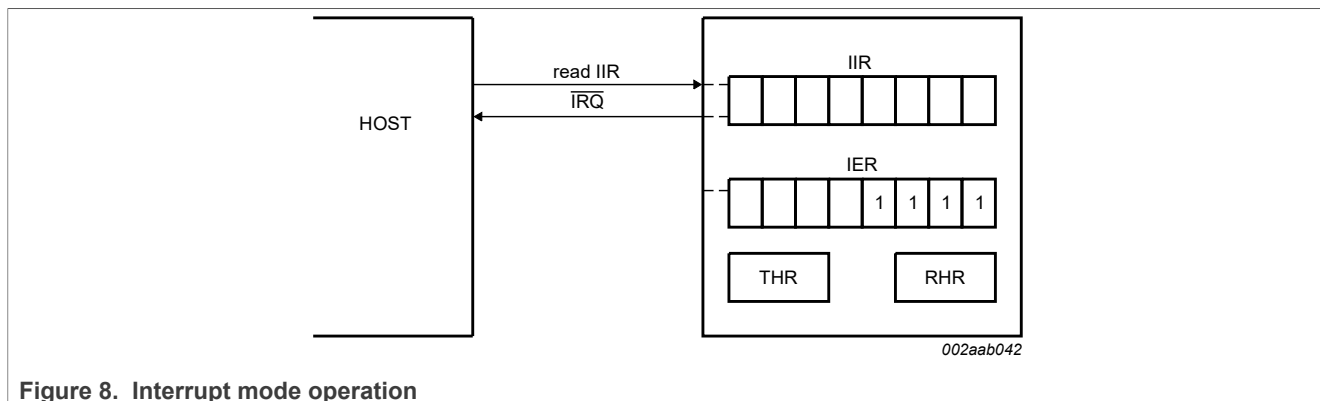 read IIR
IIR
IRQ
HOST
IER
1 1 1 1
THR RHR
002aab042
Figure 8. Interrupt mode operation